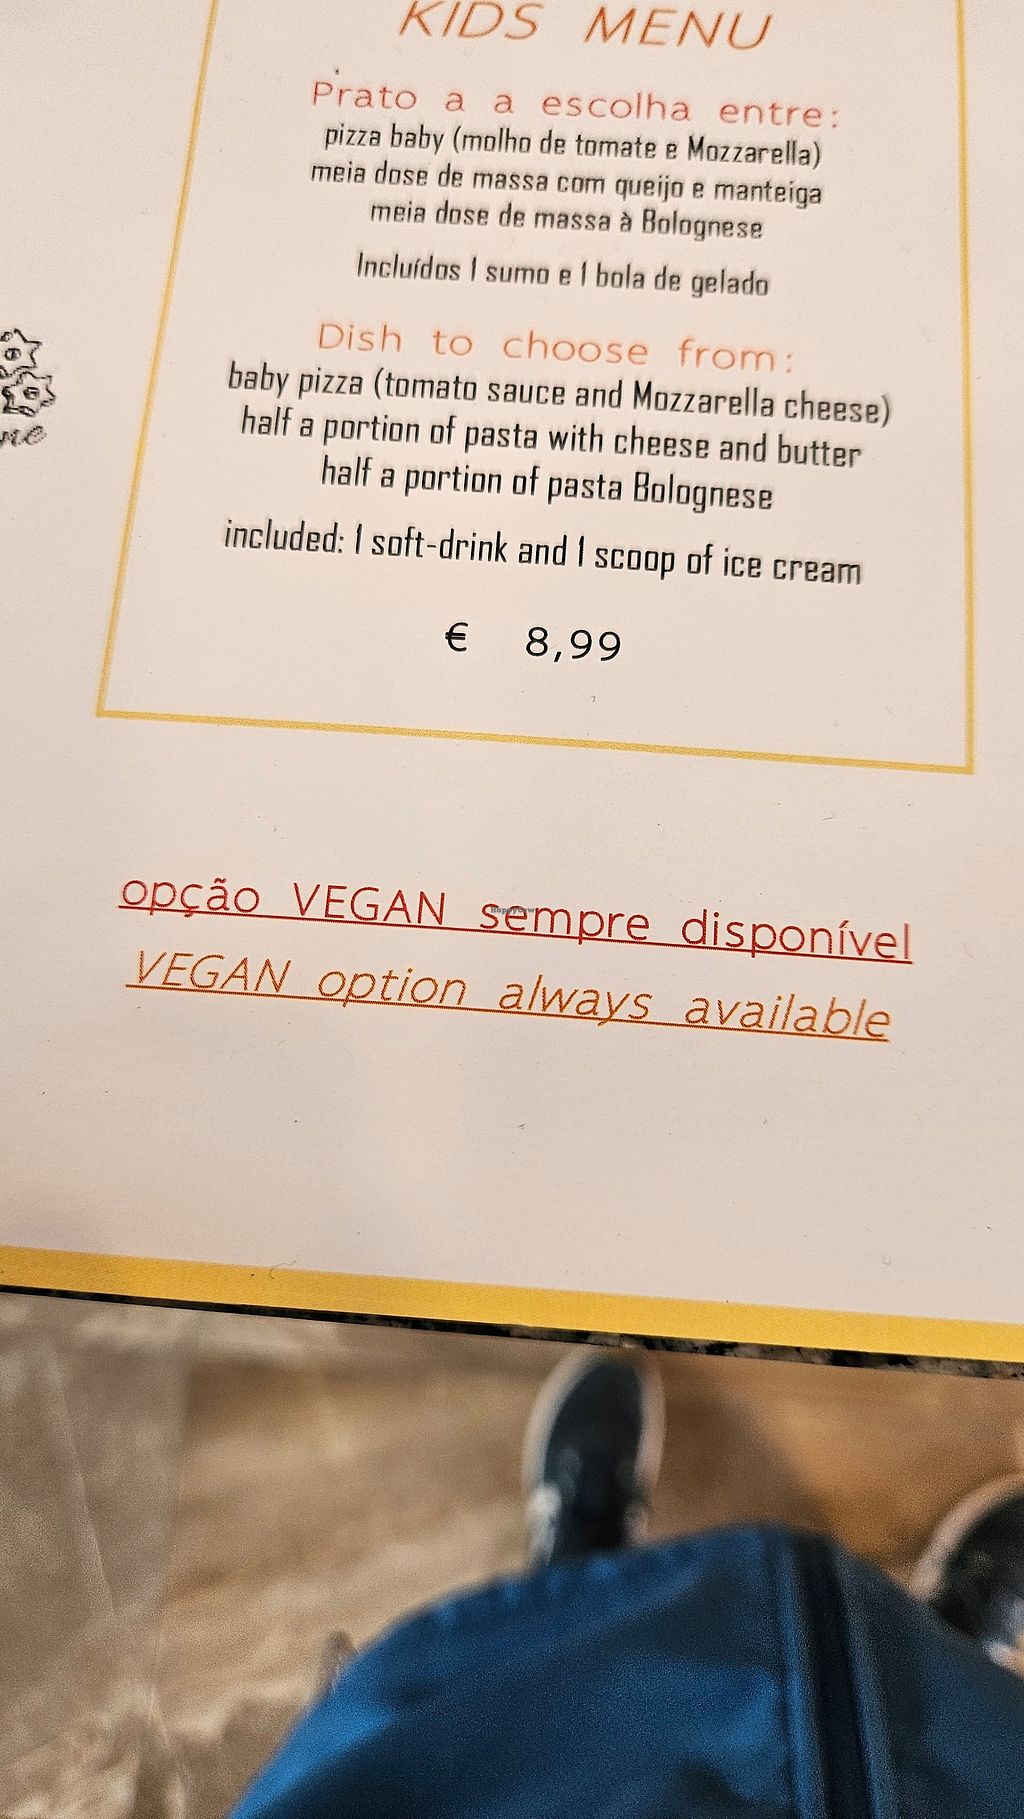 KIDS MENU
Prato a a escolha entre:
pizza baby (molho de tomate e Mozzarella)
meia dose de massa com queijo e manteiga
meia dose de massa à Bolognese
Incluídos 1 sumo e 1 bola de gelado
Dish to choose from:
baby pizza (tomato sauce and Mozzarella cheese)
half a portion of pasta with cheese and butter
half a portion of pasta Bolognese
included: 1 soft-drink and 1 scoop of ice cream
€ 8,99
opção VEGAN sempre disponível
HappyCow
VEGAN option always available